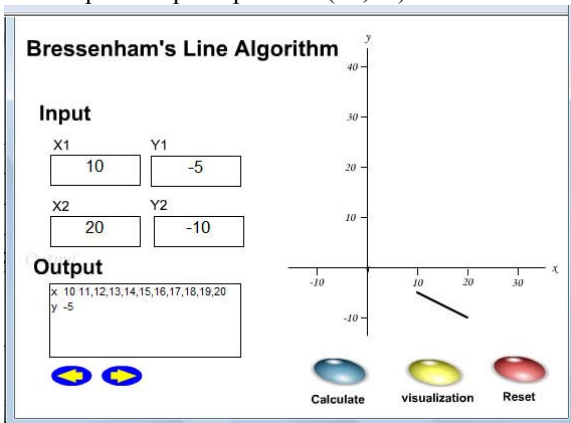 Bressenham's Line Algorithm
Input
X1 Y1
10 -5
X2 Y2
20 -10
Output
x 10 11,12,13,14,15,16,17,18,19,20
y -5
y
40
30
20
10
-10 10 20 30 x
-10
Calculate visualization Reset